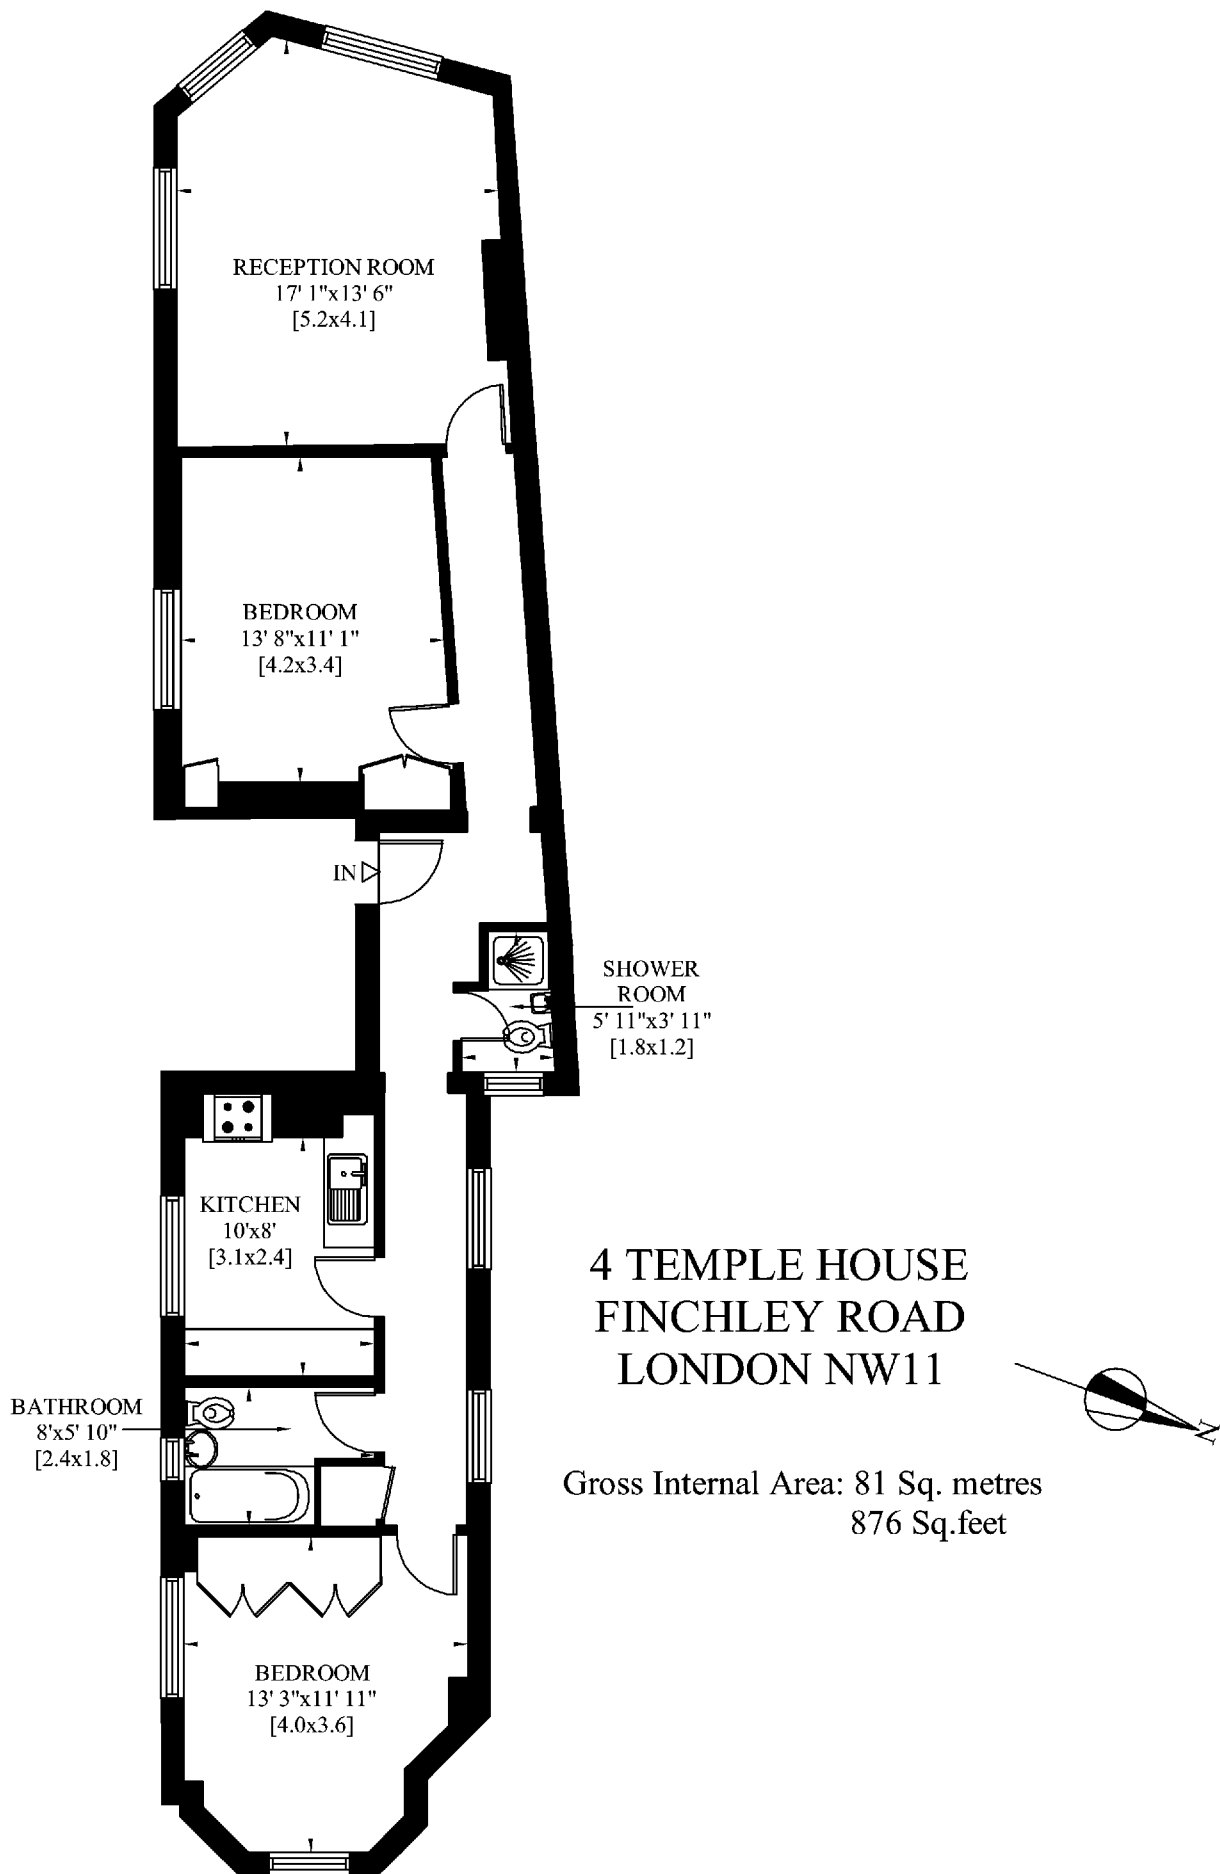 RECEPTION ROOM
17' 1"x13' 6"
[5.2x4.1]
BEDROOM
13' 8"x11' 1"
[4.2x3.4]
IN
SHOWER
ROOM
5' 11"x3' 11"
[1.8x1.2]
KITCHEN
10'x8'
[3.1x2.4]
4 TEMPLE HOUSE
FINCHLEY ROAD
LONDON NW11
N
BATHROOM
8'x5' 10"
[2.4x1.8]
Gross Internal Area: 81 Sq. metres
876 Sq.feet
BEDROOM
13' 3"x11' 11"
[4.0x3.6]